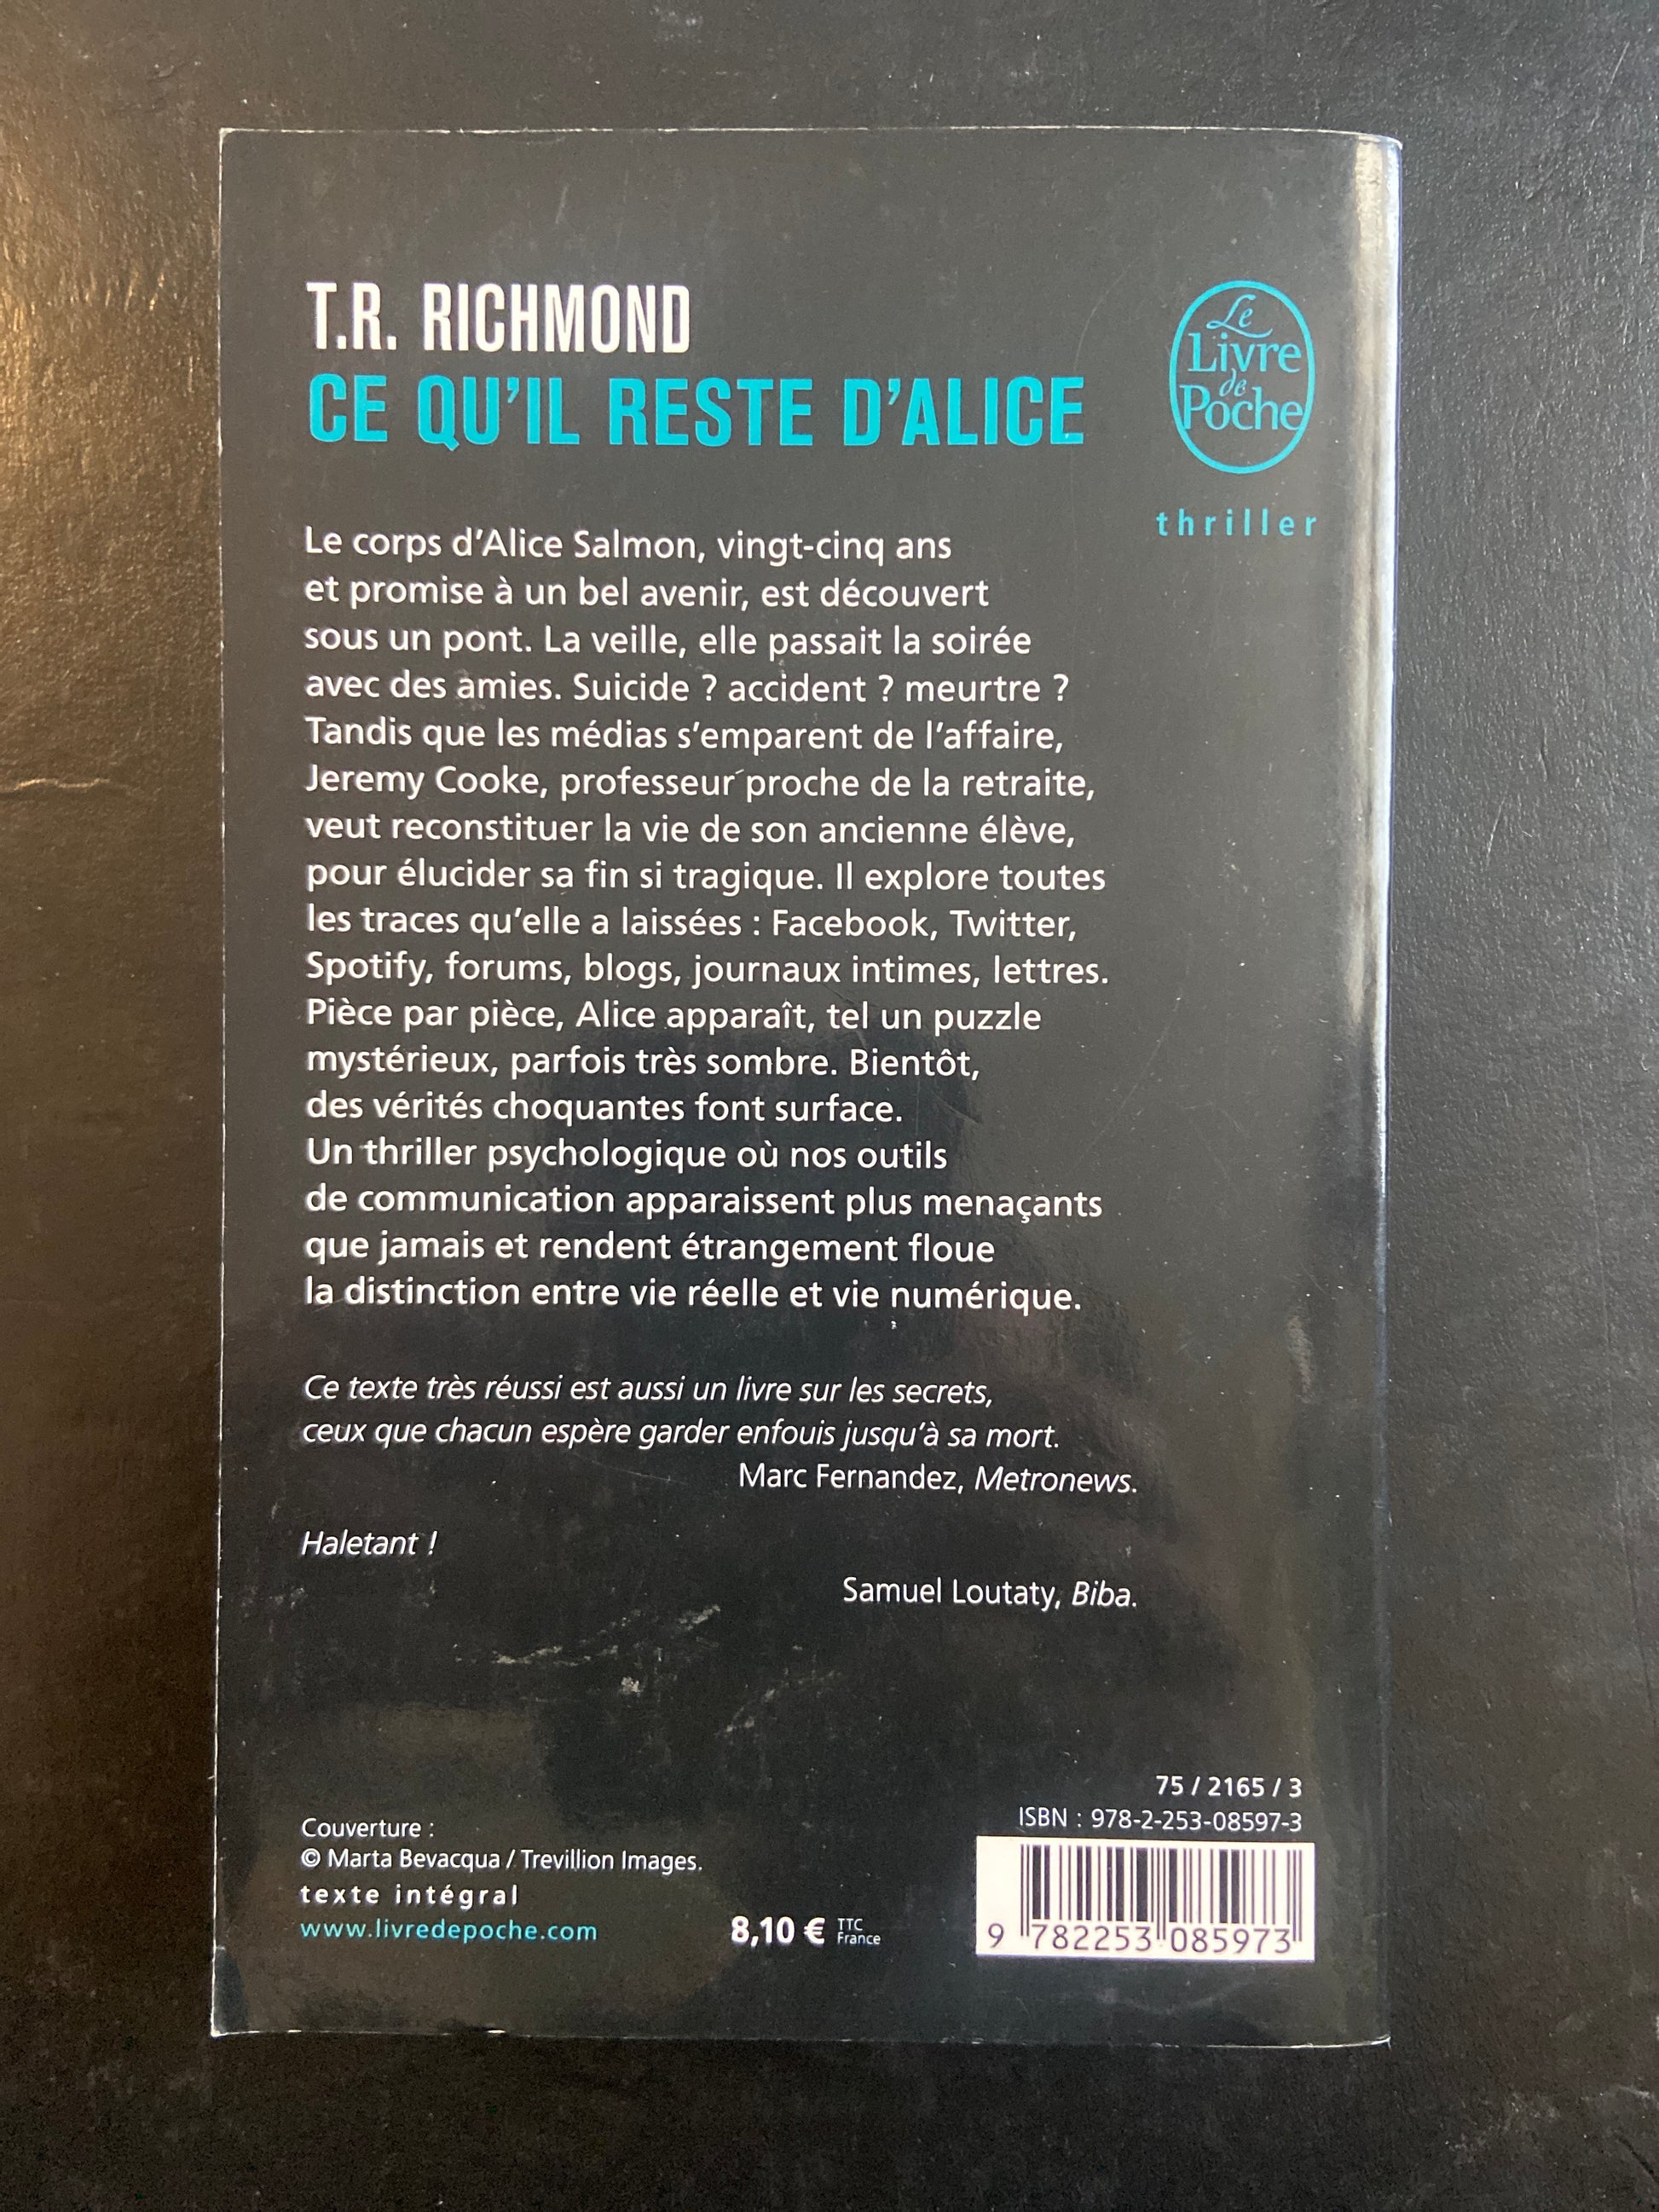 T.R. RICHMOND
CE QU'IL RESTE D'ALICE
Le
Livre
de
Poche
thriller
Le corps d'Alice Salmon, vingt-cinq ans
et promise à un bel avenir, est découvert
sous un pont. La veille, elle passait la soirée
avec des amies. Suicide ? accident ? meurtre ?
Tandis que les médias s'emparent de l'affaire,
Jeremy Cooke, professeur proche de la retraite,
veut reconstituer la vie de son ancienne élève,
pour élucider sa fin si tragique. Il explore toutes
les traces qu'elle a laissées : Facebook, Twitter,
Spotify, forums, blogs, journaux intimes, lettres.
Pièce par pièce, Alice apparaît, tel un puzzle
mystérieux, parfois très sombre. Bientôt,
des vérités choquantes font surface.
Un thriller psychologique où nos outils
de communication apparaissent plus menaçants
que jamais et rendent étrangement floue
la distinction entre vie réelle et vie numérique.
Ce texte très réussi est aussi un livre sur les secrets,
ceux que chacun espère garder enfouis jusqu'à sa mort.
Marc Fernandez, Metronews.
Haletant !
Samuel Loutaty, Biba.
Couverture :
© Marta Bevacqua / Trevillion Images.
texte intégral
www.livredepoche.com
8,10 € TTC
France
75 / 2165 / 3
ISBN : 978-2-253-08597-3
9 782253 085973